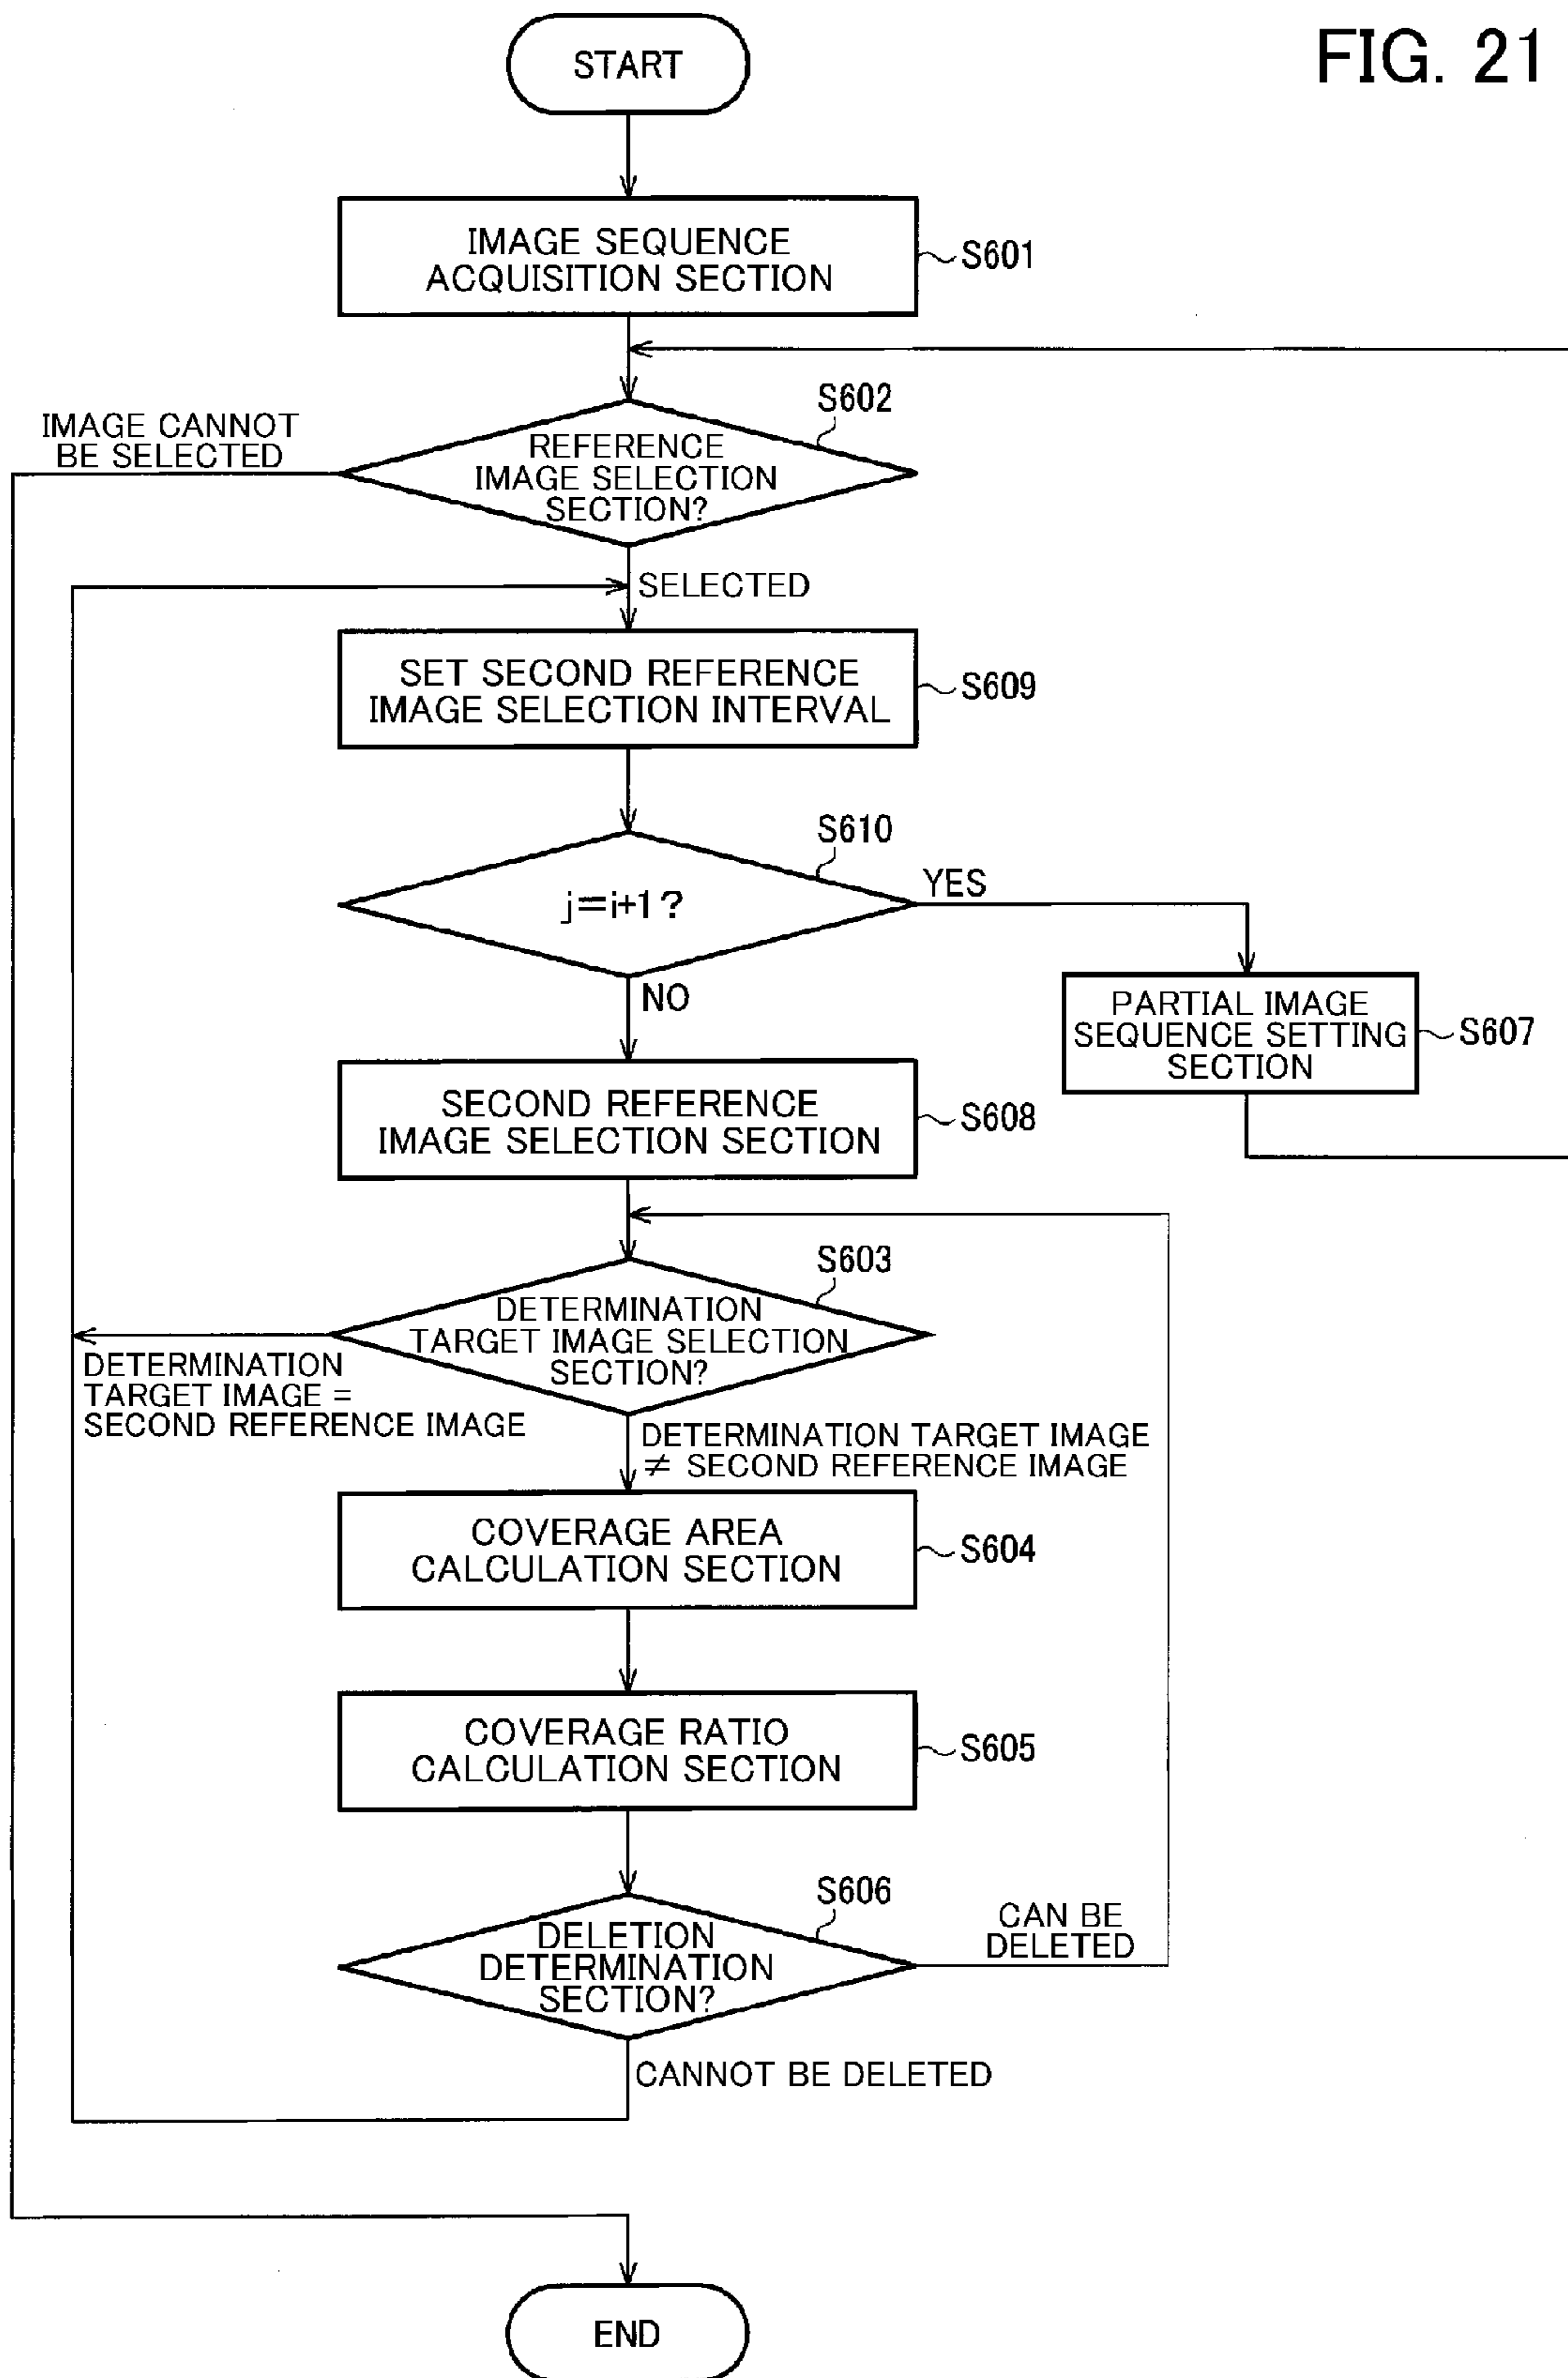 FIG. 21
START
IMAGE SEQUENCE
ACQUISITION SECTION
S601
S602
IMAGE CANNOT
BE SELECTED
REFERENCE
IMAGE SELECTION
SECTION?
SELECTED
SET SECOND REFERENCE
IMAGE SELECTION INTERVAL
S609
S610
j=i+1?
YES
NO
PARTIAL IMAGE
SEQUENCE SETTING
SECTION
S607
SECOND REFERENCE
IMAGE SELECTION SECTION
S608
S603
DETERMINATION
TARGET IMAGE SELECTION
SECTION?
DETERMINATION
TARGET IMAGE =
SECOND REFERENCE IMAGE
DETERMINATION TARGET IMAGE
≠ SECOND REFERENCE IMAGE
COVERAGE AREA
CALCULATION SECTION
S604
COVERAGE RATIO
CALCULATION SECTION
S605
S606
DELETION
DETERMINATION
SECTION?
CAN BE
DELETED
CANNOT BE DELETED
END